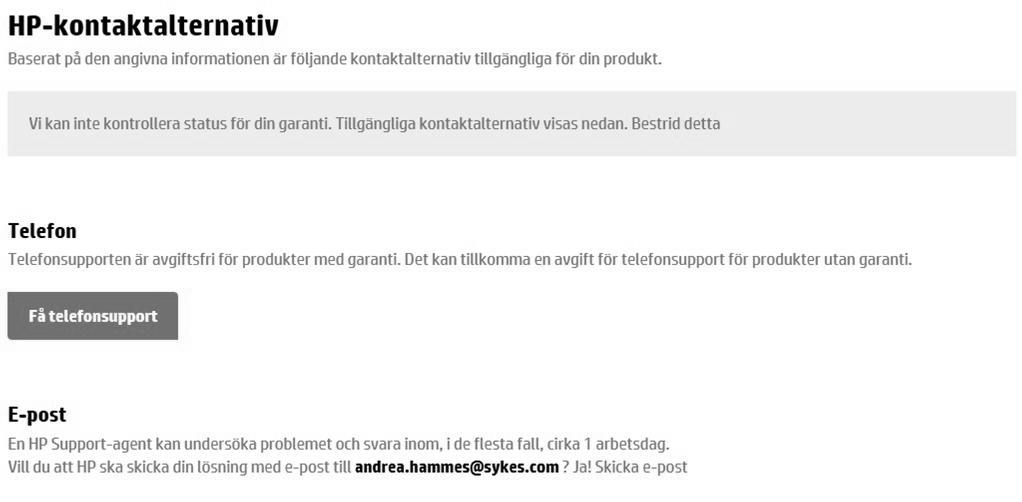 HP-kontaktalternativ
Baserat på den angivna informationen är följande kontaktalternativ tillgängliga för din produkt.
Vi kan inte kontrollera status för din garanti. Tillgängliga kontaktalternativ visas nedan. Bestrid detta
Telefon
Telefonsupporten är avgiftsfri för produkter med garanti. Det kan tillkomma en avgift för telefonsupport för produkter utan garanti.
Få telefonsupport
E-post
En HP Support-agent kan undersöka problemet och svara inom, i de flesta fall, cirka 1 arbetsdag.
Vill du att HP ska skicka din lösning med e-post till andrea.hammes@sykes.com ? Ja! Skicka e-post